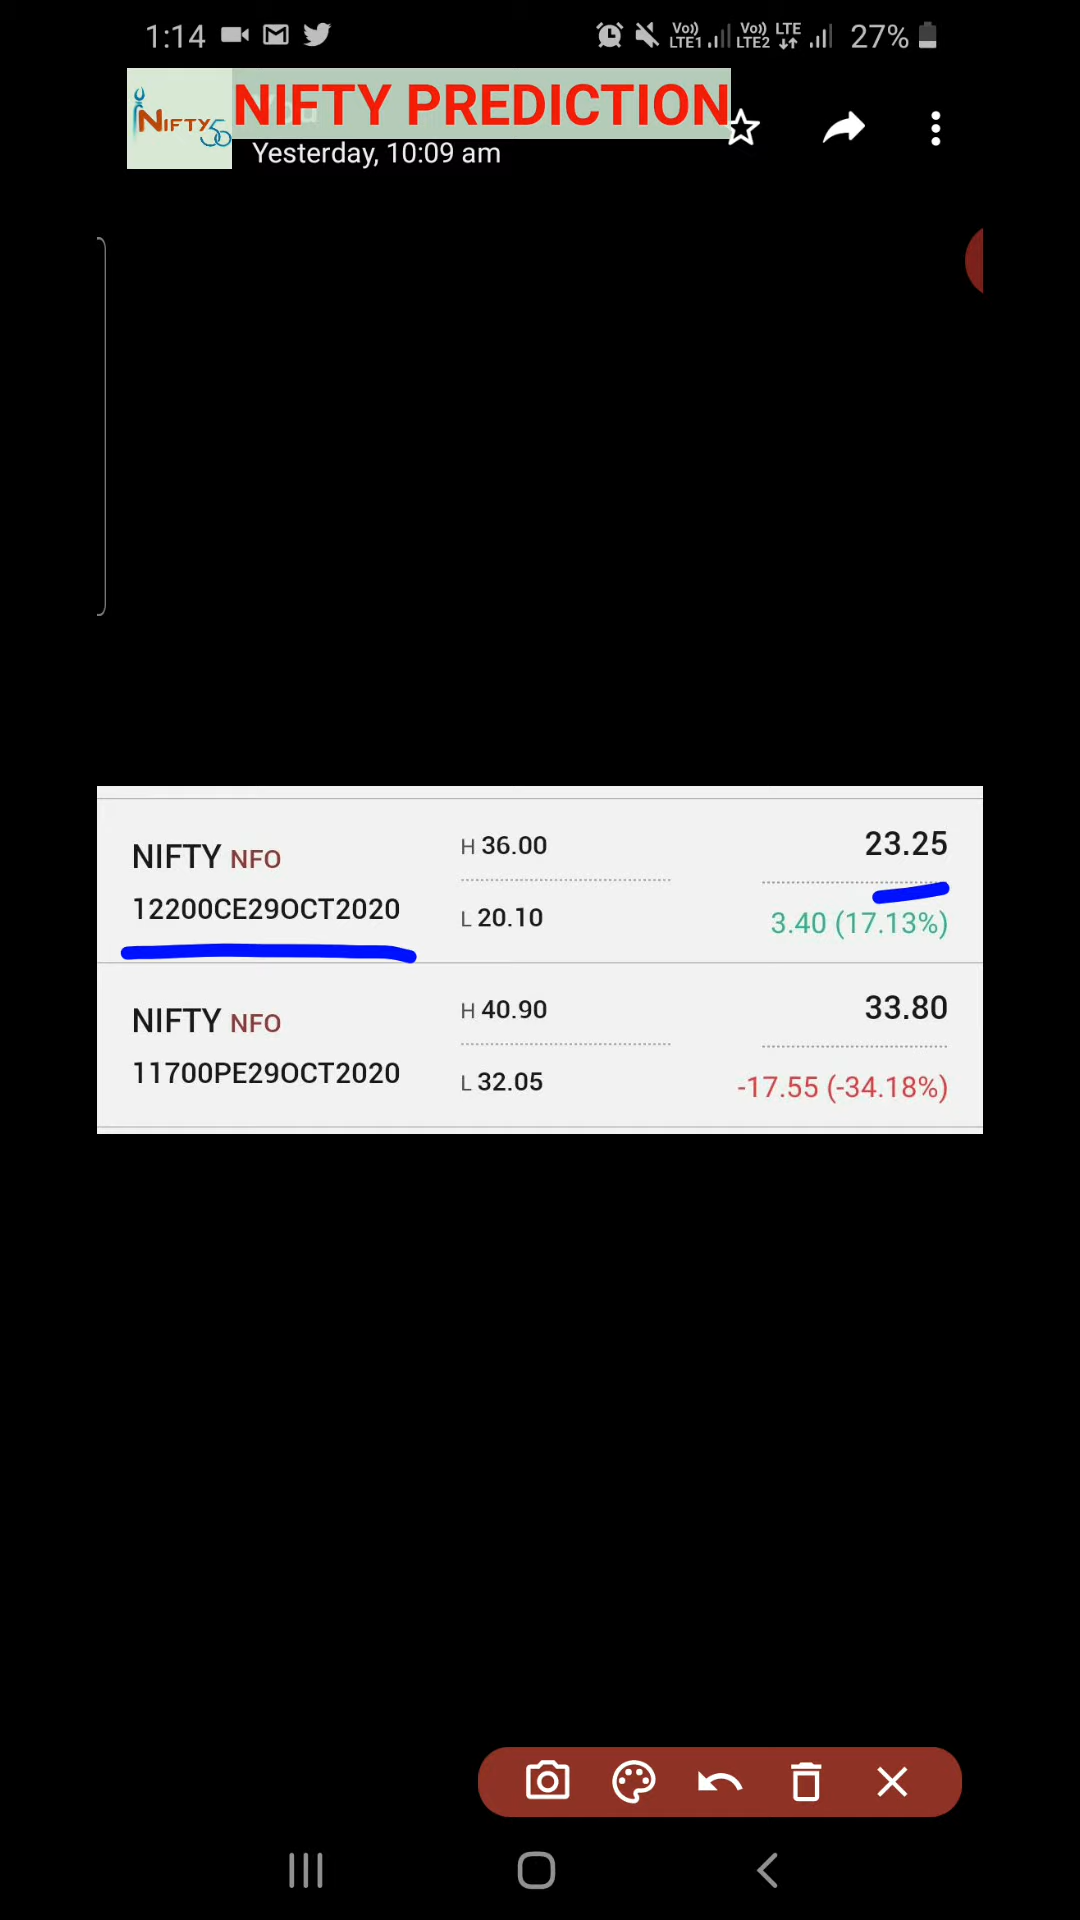 1:14 Vo)) LTE1 Vo)) LTE2 LTE 27%
NIFTY50 NIFTY PREDICTION
Yesterday, 10:09 am
NIFTY NFO
12200CE29OCT2020
H 36.00
L 20.10
23.25
3.40 (17.13%)
NIFTY NFO
11700PE29OCT2020
H 40.90
L 32.05
33.80
-17.55 (-34.18%)